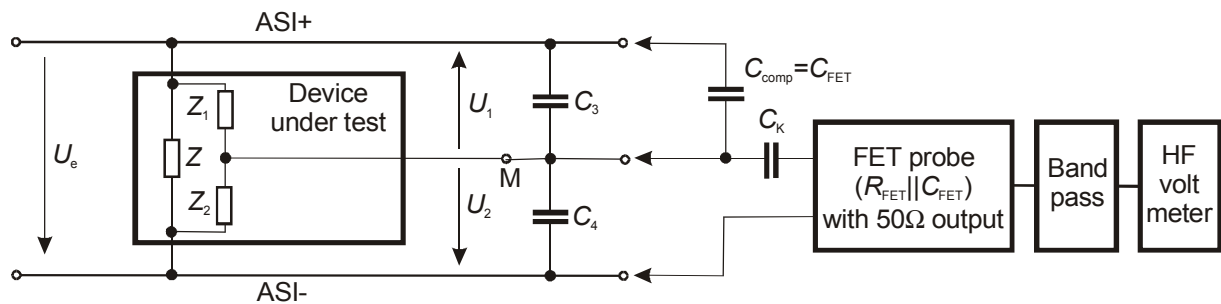 ASI+
Device
under test
Z1
Z
Z2
Ue
U1
U2
C3
C4
M
Ccomp=CFET
CK
FET probe
(RFET||CFET)
with 50Ω output
Band
pass
HF
volt
meter
ASI-